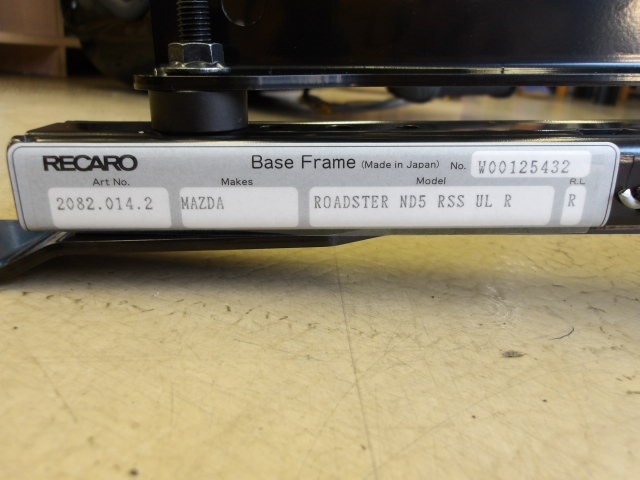 RECARO Base Frame (Made in Japan) No. W00125432
Art No. Makes Model R.L
2082.014.2 MAZDA ROADSTER ND5 RSS UL R R